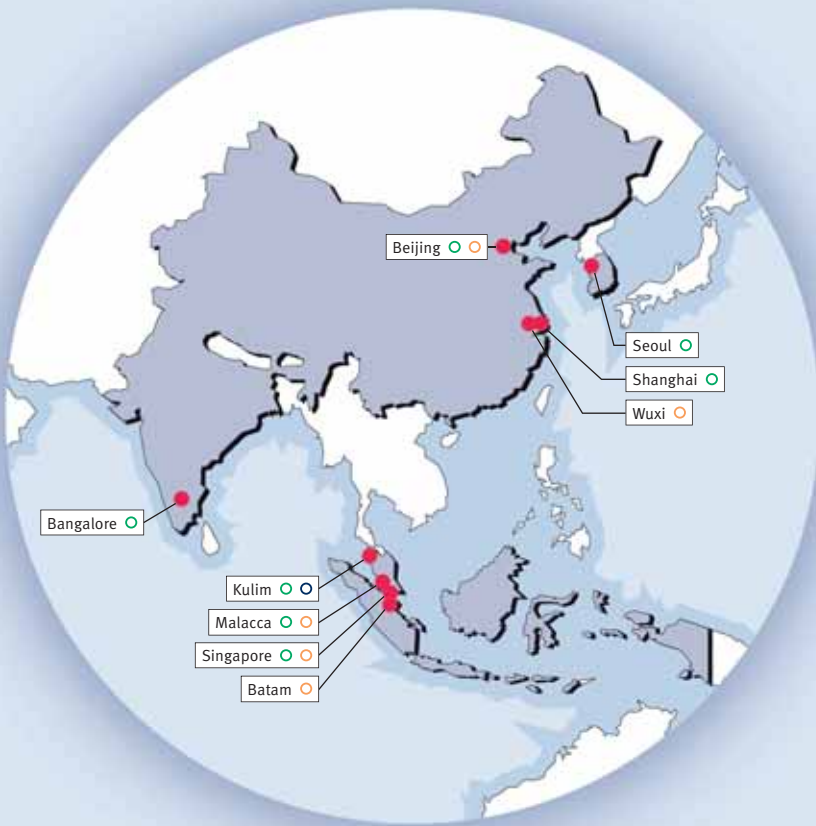 Beijing
Seoul
Shanghai
Wuxi
Bangalore
Kulim
Malacca
Singapore
Batam